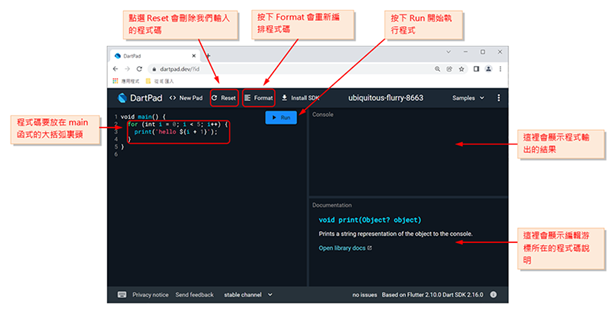 點選 Reset 會刪除我們輸入
的程式碼
按下 Format 會重新編
排程式碼
按下 Run 開始執
行程式
DartPad
dartpad.dev/?id
應用程式
DartPad
New Pad
Reset
Format
Install SDK
ubiquitous-flurry-8663
Samples
程式碼要放在 main
函式的大括弧裏頭
1 void main() {
2 for (int i = 0; i < 5; i++) {
3 print('hello ${i + 1}');
4 }
5 }
6
Run
Console
這裡會顯示程式輸
出的結果
Documentation
void print(Object? object)
Prints a string representation of the object to the console.
Open library docs
這裡會顯示編輯游
標所在的程式碼說
明
Privacy notice
Send feedback
stable channel
no issues
Based on Flutter 2.10.0 Dart SDK 2.16.0